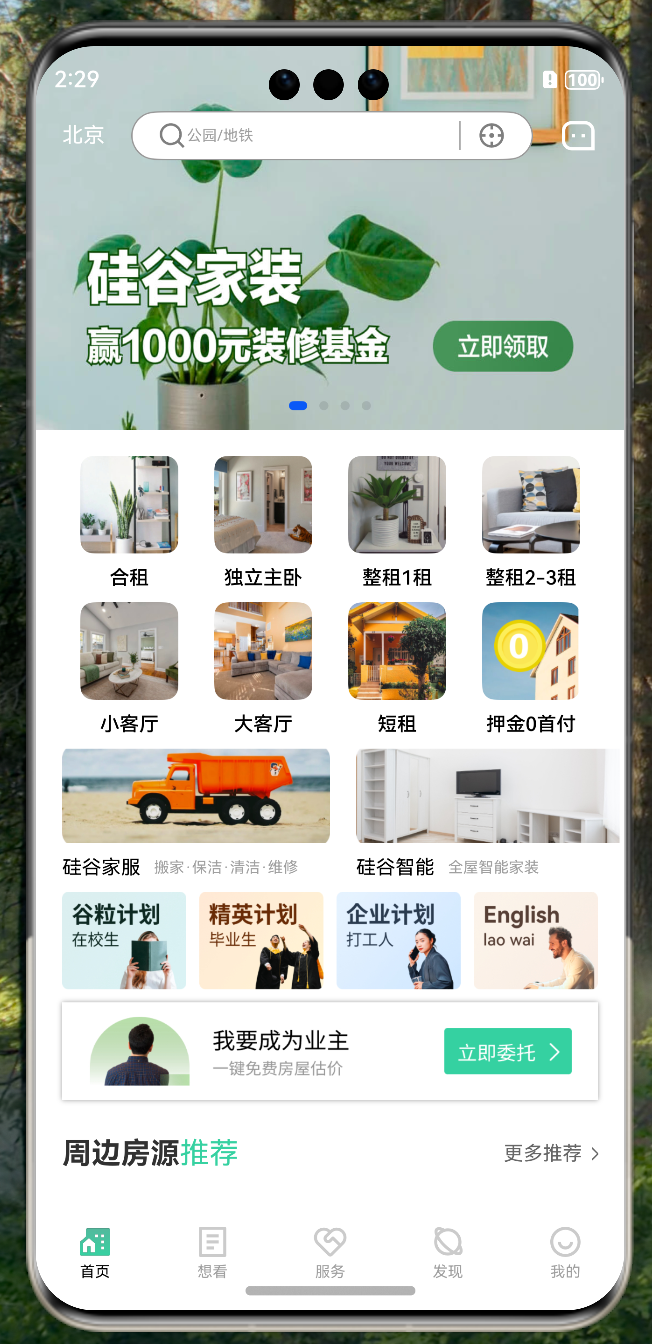 2:29
100
北京
公园/地铁
硅谷家装
赢1000元装修基金
立即领取
合租
独立主卧
整租1租
整租2-3租
0
小客厅
大客厅
短租
押金0首付
硅谷家服 搬家·保洁·清洁·维修
硅谷智能 全屋智能家装
谷粒计划
在校生
精英计划
毕业生
企业计划
打工人
English
lao wai
我要成为业主
一键免费房屋估价
立即委托
周边房源推荐
更多推荐
首页
想看
服务
发现
我的